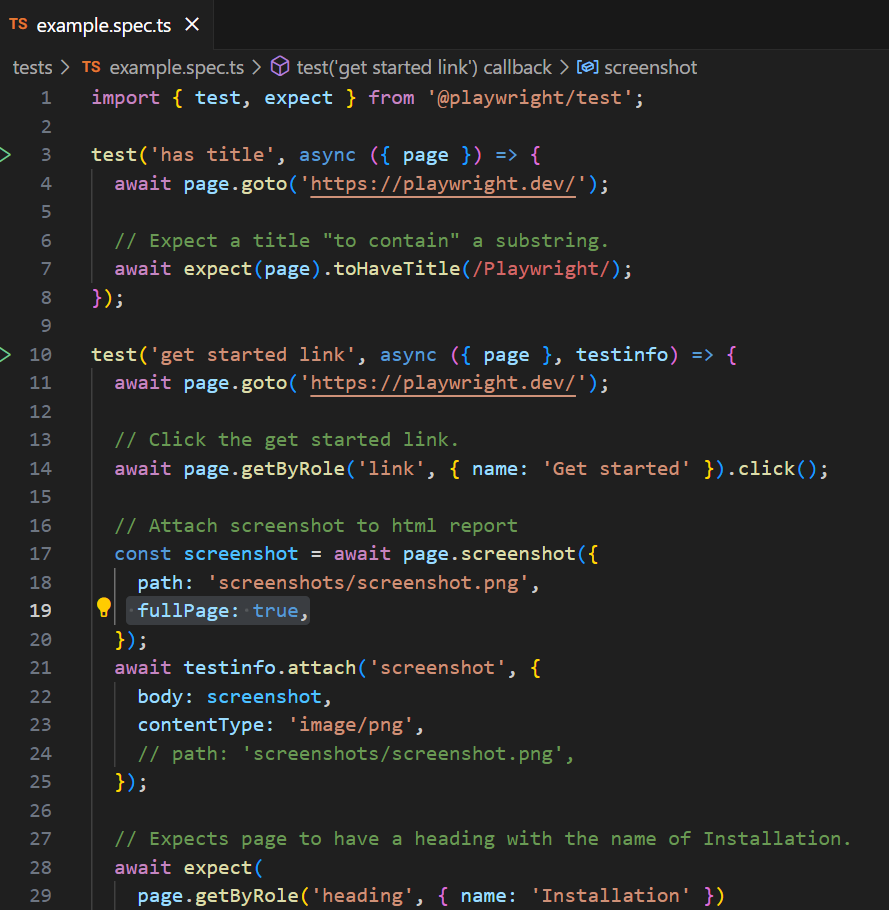 TS example.spec.ts ×
tests > TS example.spec.ts > test('get started link') callback > screenshot
1 import { test, expect } from '@playwright/test';
2
3 test('has title', async ({ page }) => {
4 await page.goto('https://playwright.dev/');
5
6 // Expect a title "to contain" a substring.
7 await expect(page).toHaveTitle(/Playwright/);
8 });
9
10 test('get started link', async ({ page }, testinfo) => {
11 await page.goto('https://playwright.dev/');
12
13 // Click the get started link.
14 await page.getByRole('link', { name: 'Get started' }).click();
15
16 // Attach screenshot to html report
17 const screenshot = await page.screenshot({
18 path: 'screenshots/screenshot.png',
19 fullPage: true,
20 });
21 await testinfo.attach('screenshot', {
22 body: screenshot,
23 contentType: 'image/png',
24 // path: 'screenshots/screenshot.png',
25 });
26
27 // Expects page to have a heading with the name of Installation.
28 await expect(
29 page.getByRole('heading', { name: 'Installation' })